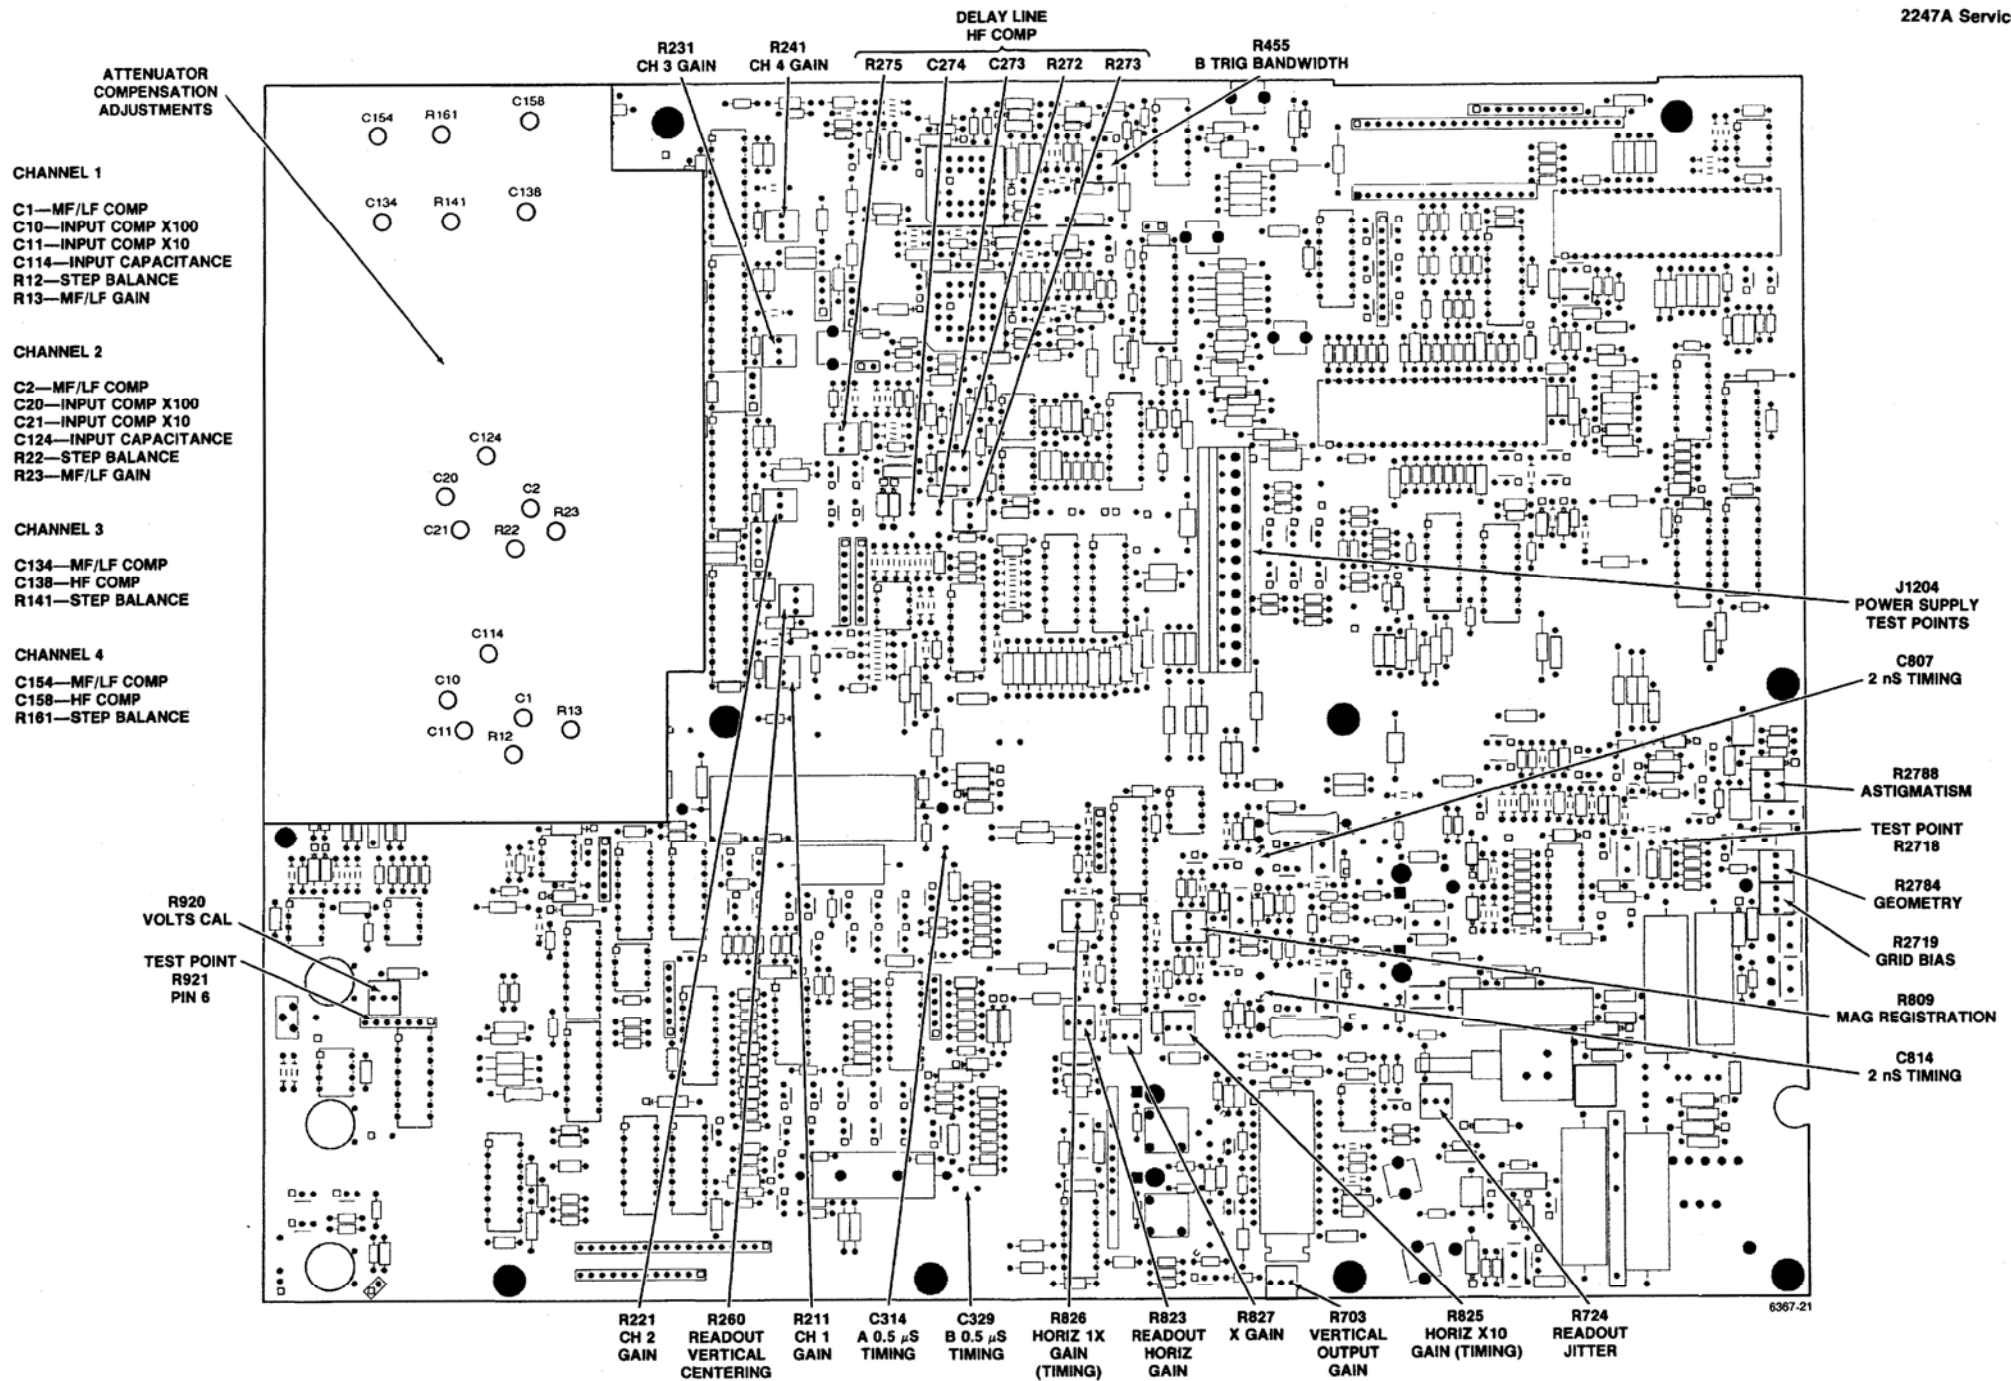 2247A Servic
DELAY LINE
HF COMP
R231
CH 3 GAIN
R241
CH 4 GAIN
R275
C274
C273
R272
R273
R455
B TRIG BANDWIDTH
ATTENUATOR
COMPENSATION
ADJUSTMENTS
C154
R161
C158
C134
R141
C138
CHANNEL 1
C1—MF/LF COMP
C10—INPUT COMP X100
C11—INPUT COMP X10
C114—INPUT CAPACITANCE
R12—STEP BALANCE
R13—MF/LF GAIN
CHANNEL 2
C2—MF/LF COMP
C20—INPUT COMP X100
C21—INPUT COMP X10
C124—INPUT CAPACITANCE
R22—STEP BALANCE
R23—MF/LF GAIN
CHANNEL 3
C134—MF/LF COMP
C138—HF COMP
R141—STEP BALANCE
CHANNEL 4
C154—MF/LF COMP
C158—HF COMP
R161—STEP BALANCE
C124
C20
C2
C21
R22
R23
C114
C10
C1
C11
R12
R13
J1204
POWER SUPPLY
TEST POINTS
C807
2 nS TIMING
R2788
ASTIGMATISM
TEST POINT
R2718
R2784
GEOMETRY
R2719
GRID BIAS
R809
MAG REGISTRATION
C814
2 nS TIMING
R920
VOLTS CAL
TEST POINT
R921
PIN 6
6367-21
R221
CH 2
GAIN
R260
READOUT
VERTICAL
CENTERING
R211
CH 1
GAIN
C314
A 0.5 µS
TIMING
C329
B 0.5 µS
TIMING
R826
HORIZ 1X
GAIN
(TIMING)
R823
READOUT
HORIZ
GAIN
R827
X GAIN
R703
VERTICAL
OUTPUT
GAIN
R825
HORIZ X10
GAIN (TIMING)
R724
READOUT
JITTER